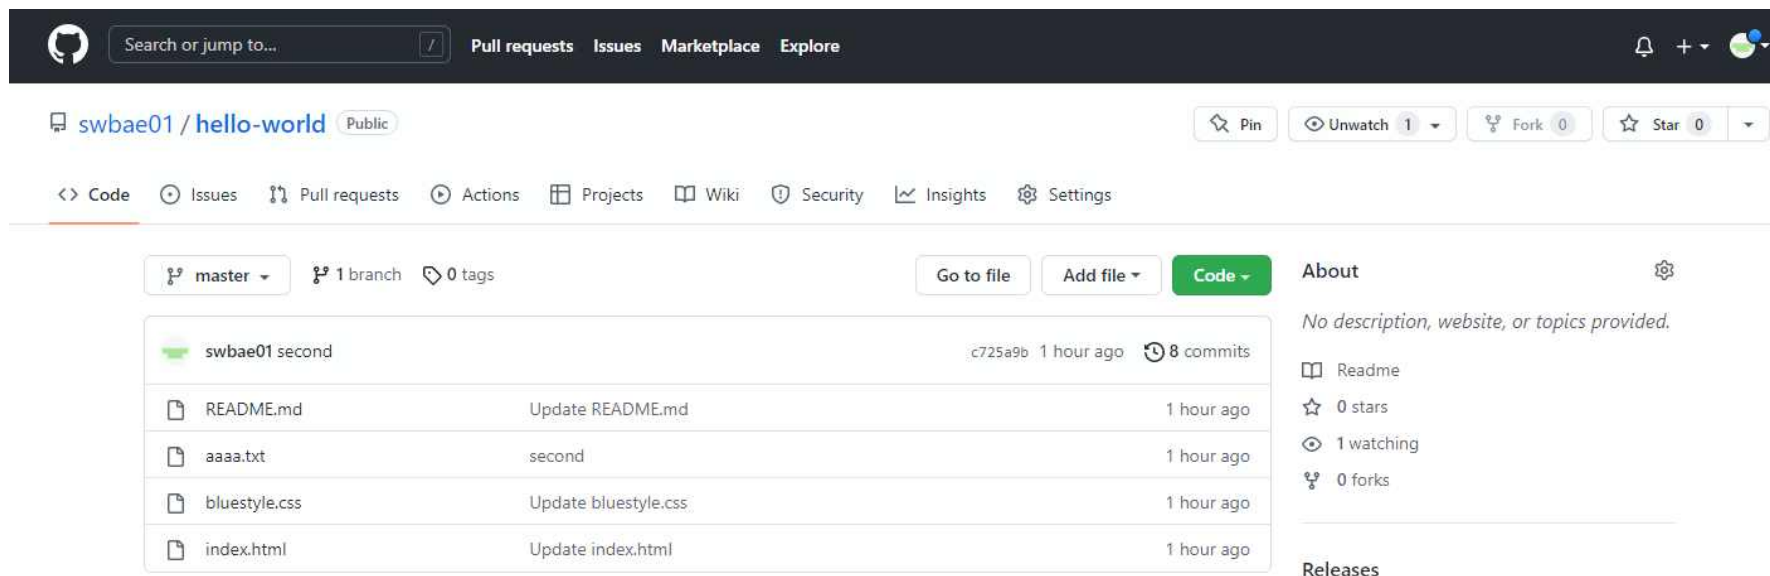 Search or jump to... / Pull requests Issues Marketplace Explore
swbae01 / hello-world Public Pin Unwatch 1 Fork 0 Star 0
Code Issues Pull requests Actions Projects Wiki Security Insights Settings
master 1 branch 0 tags Go to file Add file Code
About
No description, website, or topics provided.
swbae01 second c725a9b 1 hour ago 8 commits
README.md Update README.md 1 hour ago
aaaa.txt second 1 hour ago
bluestyle.css Update bluestyle.css 1 hour ago
index.html Update index.html 1 hour ago
Readme
0 stars
1 watching
0 forks
Releases